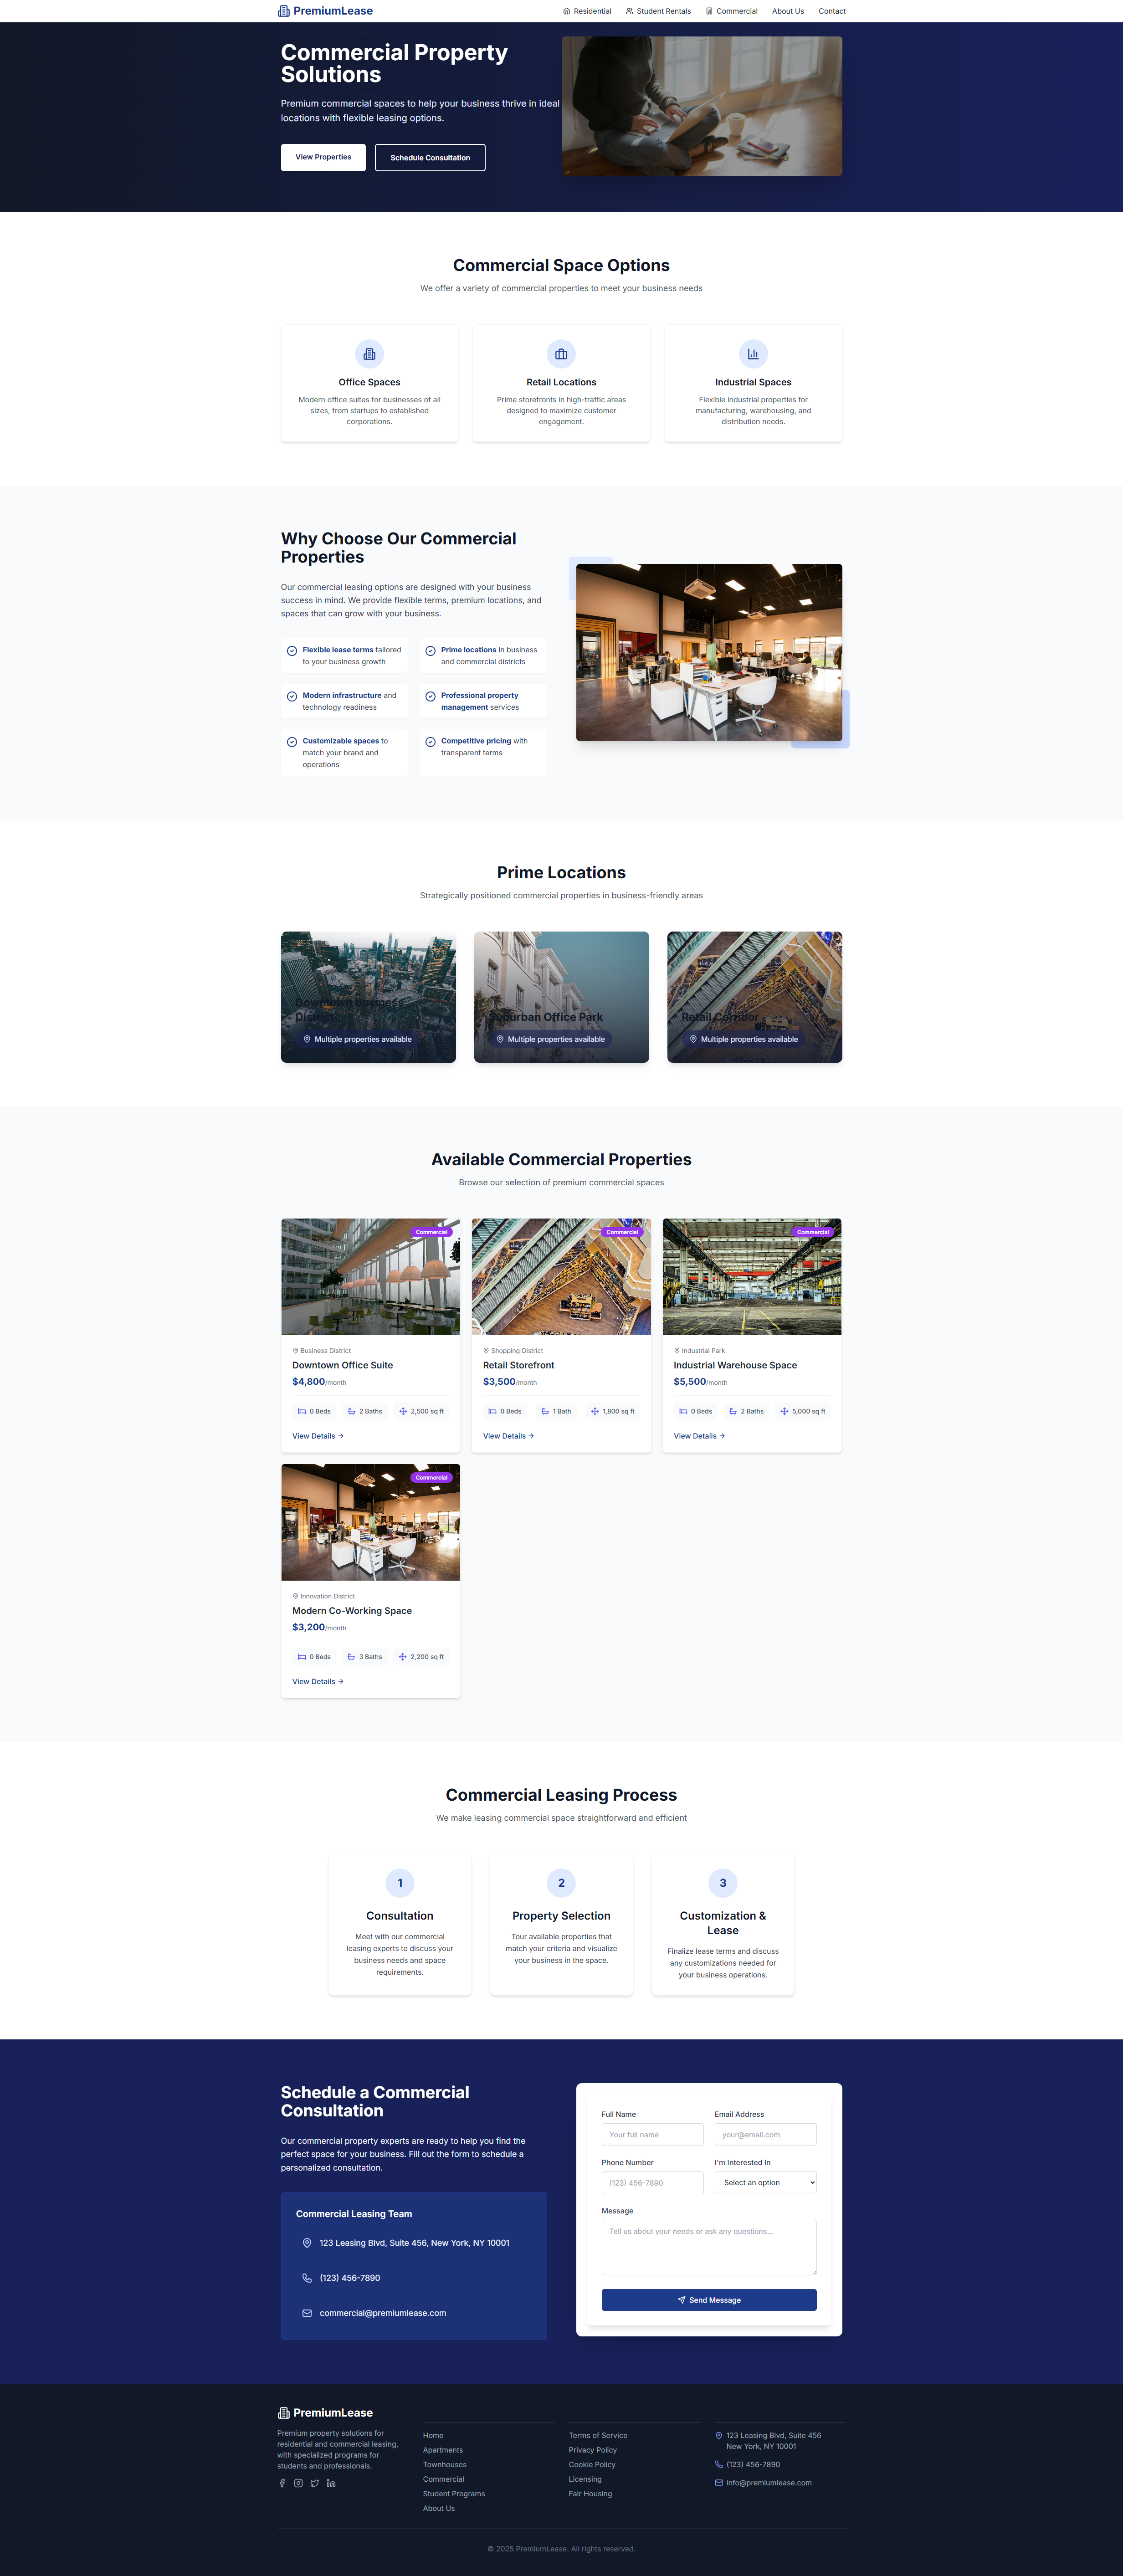 PremiumLease
Residential
Student Rentals
Commercial
About Us
Contact
Commercial Property
Solutions
Premium commercial spaces to help your business thrive in ideal
locations with flexible leasing options.
View Properties
Schedule Consultation
Commercial Space Options
We offer a variety of commercial properties to meet your business needs
Office Spaces
Modern office suites for businesses of all
sizes, from startups to established
corporations.
Retail Locations
Prime storefronts in high-traffic areas
designed to maximize customer
engagement.
Industrial Spaces
Flexible industrial properties for
manufacturing, warehousing, and
distribution needs.
Why Choose Our Commercial
Properties
Our commercial leasing options are designed with your business
success in mind. We provide flexible terms, premium locations, and
spaces that can grow with your business.
Flexible lease terms tailored
to your business growth
Prime locations in business
and commercial districts
Modern infrastructure and
technology readiness
Professional property
management services
Customizable spaces to
match your brand and
operations
Competitive pricing with
transparent terms
Prime Locations
Strategically positioned commercial properties in business-friendly areas
Downtown Business
District
Multiple properties available
Suburban Office Park
Multiple properties available
Retail Corridor
Multiple properties available
Available Commercial Properties
Browse our selection of premium commercial spaces
Commercial
Business District
Downtown Office Suite
$4,800/month
0 Beds
2 Baths
2,500 sq ft
View Details →
Commercial
Shopping District
Retail Storefront
$3,500/month
0 Beds
1 Bath
1,800 sq ft
View Details →
Commercial
Industrial Park
Industrial Warehouse Space
$5,500/month
0 Beds
2 Baths
5,000 sq ft
View Details →
Commercial
Innovation District
Modern Co-Working Space
$3,200/month
0 Beds
3 Baths
2,200 sq ft
View Details →
Commercial Leasing Process
We make leasing commercial space straightforward and efficient
1
Consultation
Meet with our commercial
leasing experts to discuss your
business needs and space
requirements.
2
Property Selection
Tour available properties that
match your criteria and visualize
your business in the space.
3
Customization &
Lease
Finalize lease terms and discuss
any customizations needed for
your business operations.
Schedule a Commercial
Consultation
Our commercial property experts are ready to help you find the
perfect space for your business. Fill out the form to schedule a
personalized consultation.
Commercial Leasing Team
123 Leasing Blvd, Suite 456, New York, NY 10001
(123) 456-7890
commercial@premiumlease.com
Full Name
Your full name
Email Address
your@email.com
Phone Number
(123) 456-7890
I'm Interested In
Select an option
Message
Tell us about your needs or ask any questions...
Send Message
PremiumLease
Premium property solutions for
residential and commercial leasing,
with specialized programs for
students and professionals.
Home
Apartments
Townhouses
Commercial
Student Programs
About Us
Terms of Service
Privacy Policy
Cookie Policy
Licensing
Fair Housing
123 Leasing Blvd, Suite 456
New York, NY 10001
(123) 456-7890
info@premiumlease.com
© 2025 PremiumLease. All rights reserved.